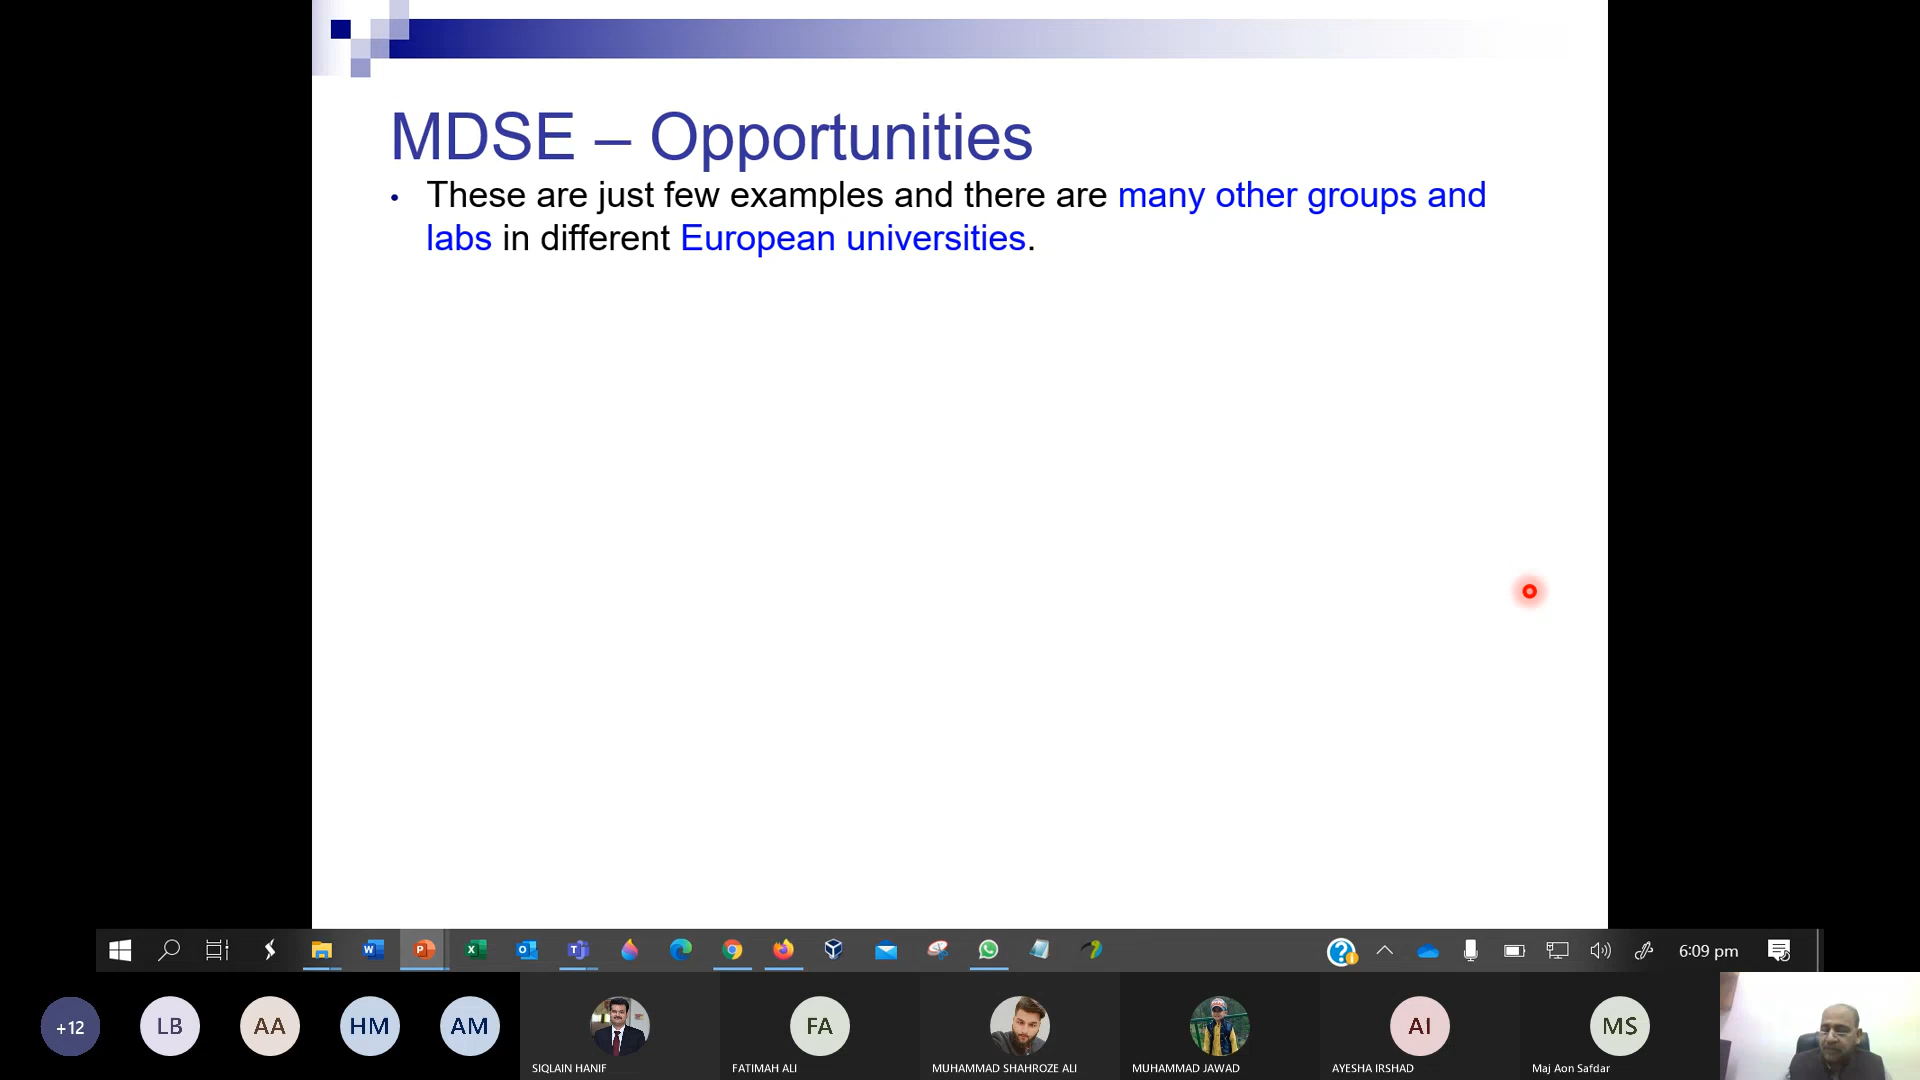 MDSE – Opportunities
• These are just few examples and there are many other groups and
labs in different European universities.
6:09 pm
+12
LB
AA
HM
AM
SIQLAIN HANIF
FA
FATIMAH ALI
MUHAMMAD SHAHROZE ALI
MUHAMMAD JAWAD
AI
AYESHA IRSHAD
MS
Maj Aon Safdar